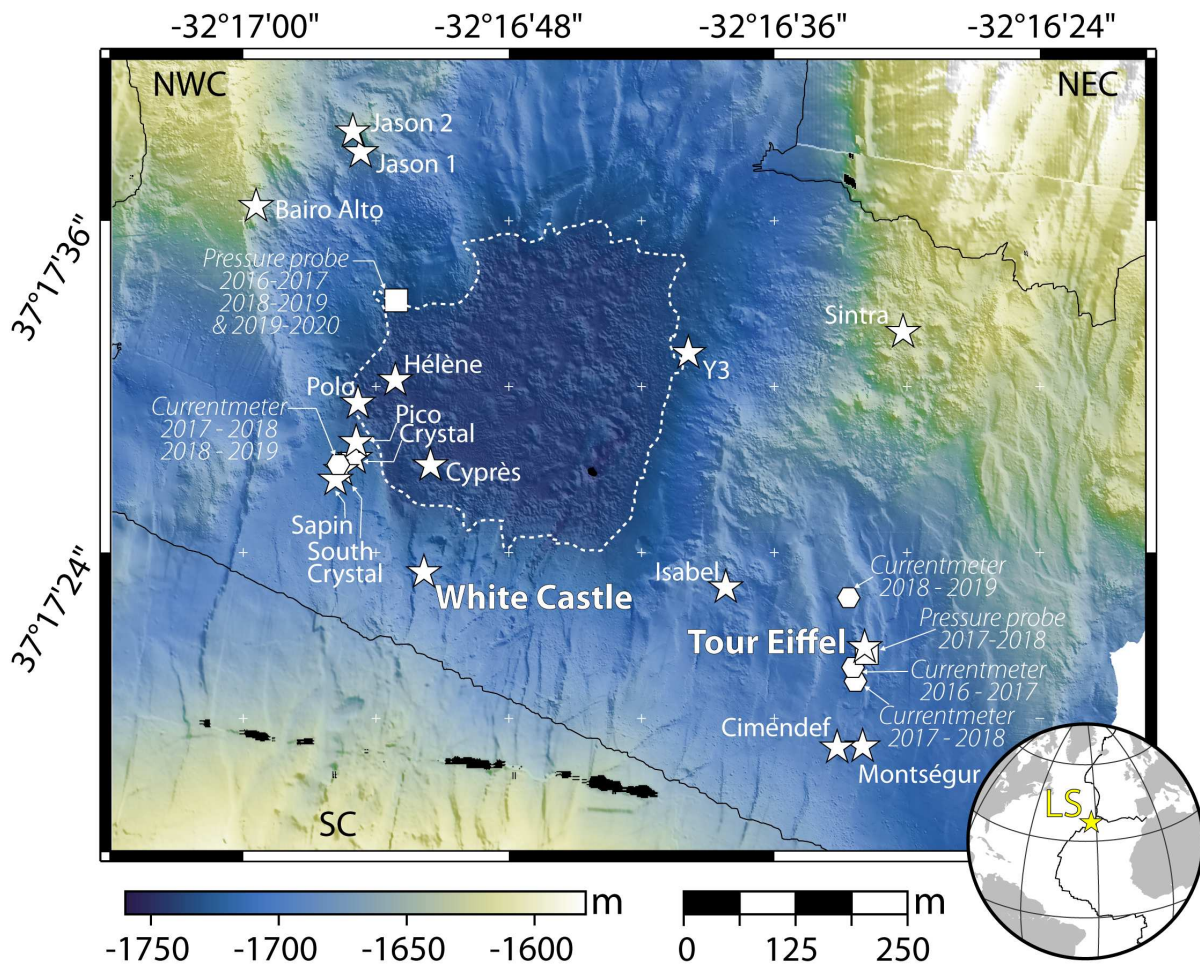 -32°17'00"
-32°16'48"
-32°16'36"
-32°16'24"
NWC
NEC
Jason 2
Jason 1
Bairo Alto
37°17'36"
Pressure probe
2016-2017
2018-2019
& 2019-2020
Sintra
Y3
Hélène
Polo
Currentmeter
2017 - 2018
2018 - 2019
Pico
Crystal
Cyprès
Sapin
South
Crystal
37°17'24"
White Castle
Isabel
Currentmeter
2018 - 2019
Tour Eiffel
Pressure probe
2017-2018
Currentmeter
2016 - 2017
Currentmeter
2017 - 2018
Cimendef
Montségur
SC
LS
m
-1750
-1700
-1650
-1600
m
0
125
250